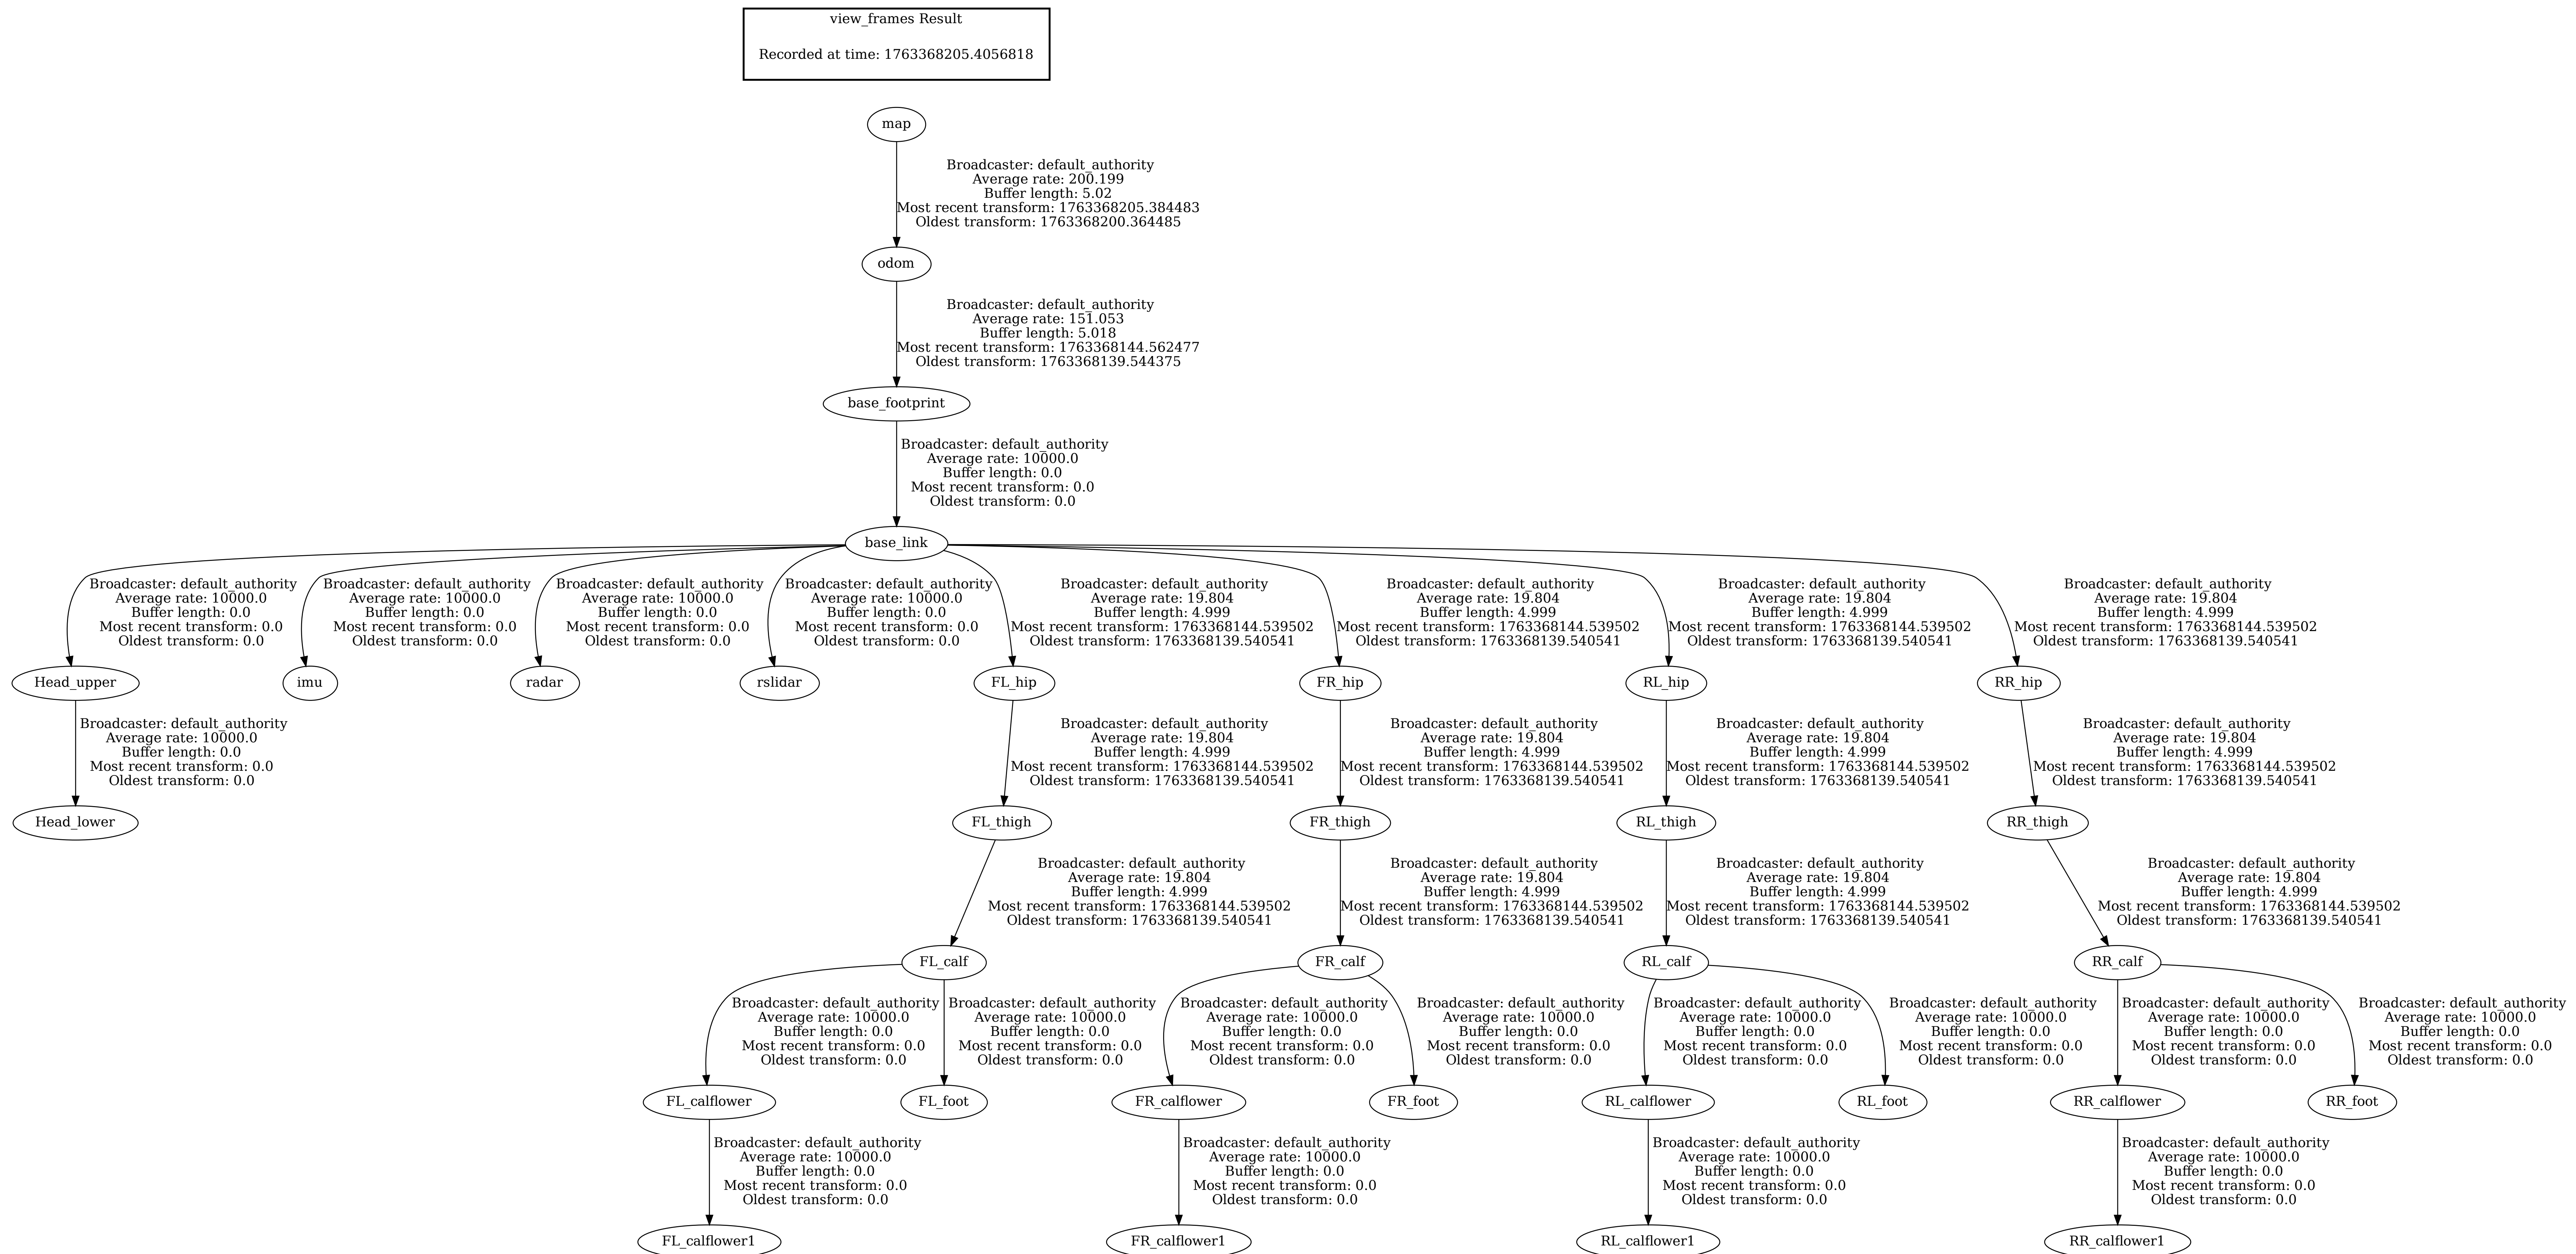 view_frames Result
Recorded at time: 1763368205.4056818
map
Broadcaster: default_authority
Average rate: 200.199
Buffer length: 5.02
Most recent transform: 1763368205.384483
Oldest transform: 1763368200.364485
odom
Broadcaster: default_authority
Average rate: 151.053
Buffer length: 5.018
Most recent transform: 1763368144.562477
Oldest transform: 1763368139.544375
base_footprint
Broadcaster: default_authority
Average rate: 10000.0
Buffer length: 0.0
Most recent transform: 0.0
Oldest transform: 0.0
base_link
Broadcaster: default_authority
Average rate: 10000.0
Buffer length: 0.0
Most recent transform: 0.0
Oldest transform: 0.0
Broadcaster: default_authority
Average rate: 10000.0
Buffer length: 0.0
Most recent transform: 0.0
Oldest transform: 0.0
Broadcaster: default_authority
Average rate: 10000.0
Buffer length: 0.0
Most recent transform: 0.0
Oldest transform: 0.0
Broadcaster: default_authority
Average rate: 10000.0
Buffer length: 0.0
Most recent transform: 0.0
Oldest transform: 0.0
Broadcaster: default_authority
Average rate: 19.804
Buffer length: 4.999
Most recent transform: 1763368144.539502
Oldest transform: 1763368139.540541
Broadcaster: default_authority
Average rate: 19.804
Buffer length: 4.999
Most recent transform: 1763368144.539502
Oldest transform: 1763368139.540541
Broadcaster: default_authority
Average rate: 19.804
Buffer length: 4.999
Most recent transform: 1763368144.539502
Oldest transform: 1763368139.540541
Broadcaster: default_authority
Average rate: 19.804
Buffer length: 4.999
Most recent transform: 1763368144.539502
Oldest transform: 1763368139.540541
Head_upper
imu
radar
rslidar
FL_hip
FR_hip
RL_hip
RR_hip
Broadcaster: default_authority
Average rate: 10000.0
Buffer length: 0.0
Most recent transform: 0.0
Oldest transform: 0.0
Broadcaster: default_authority
Average rate: 19.804
Buffer length: 4.999
Most recent transform: 1763368144.539502
Oldest transform: 1763368139.540541
Broadcaster: default_authority
Average rate: 19.804
Buffer length: 4.999
Most recent transform: 1763368144.539502
Oldest transform: 1763368139.540541
Broadcaster: default_authority
Average rate: 19.804
Buffer length: 4.999
Most recent transform: 1763368144.539502
Oldest transform: 1763368139.540541
Broadcaster: default_authority
Average rate: 19.804
Buffer length: 4.999
Most recent transform: 1763368144.539502
Oldest transform: 1763368139.540541
Head_lower
FL_thigh
FR_thigh
RL_thigh
RR_thigh
Broadcaster: default_authority
Average rate: 19.804
Buffer length: 4.999
Most recent transform: 1763368144.539502
Oldest transform: 1763368139.540541
Broadcaster: default_authority
Average rate: 19.804
Buffer length: 4.999
Most recent transform: 1763368144.539502
Oldest transform: 1763368139.540541
Broadcaster: default_authority
Average rate: 19.804
Buffer length: 4.999
Most recent transform: 1763368144.539502
Oldest transform: 1763368139.540541
Broadcaster: default_authority
Average rate: 19.804
Buffer length: 4.999
Most recent transform: 1763368144.539502
Oldest transform: 1763368139.540541
FL_calf
FR_calf
RL_calf
RR_calf
Broadcaster: default_authority
Average rate: 10000.0
Buffer length: 0.0
Most recent transform: 0.0
Oldest transform: 0.0
Broadcaster: default_authority
Average rate: 10000.0
Buffer length: 0.0
Most recent transform: 0.0
Oldest transform: 0.0
Broadcaster: default_authority
Average rate: 10000.0
Buffer length: 0.0
Most recent transform: 0.0
Oldest transform: 0.0
Broadcaster: default_authority
Average rate: 10000.0
Buffer length: 0.0
Most recent transform: 0.0
Oldest transform: 0.0
Broadcaster: default_authority
Average rate: 10000.0
Buffer length: 0.0
Most recent transform: 0.0
Oldest transform: 0.0
Broadcaster: default_authority
Average rate: 10000.0
Buffer length: 0.0
Most recent transform: 0.0
Oldest transform: 0.0
Broadcaster: default_authority
Average rate: 10000.0
Buffer length: 0.0
Most recent transform: 0.0
Oldest transform: 0.0
Broadcaster: default_authority
Average rate: 10000.0
Buffer length: 0.0
Most recent transform: 0.0
Oldest transform: 0.0
FL_calflower
FL_foot
FR_calflower
FR_foot
RL_calflower
RL_foot
RR_calflower
RR_foot
Broadcaster: default_authority
Average rate: 10000.0
Buffer length: 0.0
Most recent transform: 0.0
Oldest transform: 0.0
Broadcaster: default_authority
Average rate: 10000.0
Buffer length: 0.0
Most recent transform: 0.0
Oldest transform: 0.0
Broadcaster: default_authority
Average rate: 10000.0
Buffer length: 0.0
Most recent transform: 0.0
Oldest transform: 0.0
Broadcaster: default_authority
Average rate: 10000.0
Buffer length: 0.0
Most recent transform: 0.0
Oldest transform: 0.0
FL_calflower1
FR_calflower1
RL_calflower1
RR_calflower1